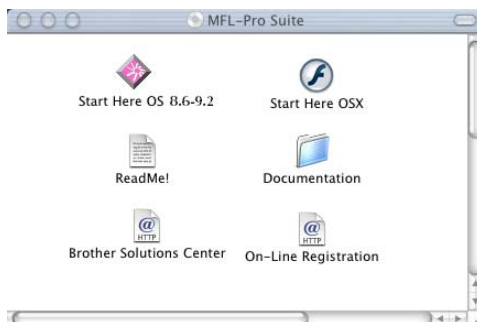 MFL-Pro Suite
Start Here OS 8.6-9.2
Start Here OSX
ReadMe!
Documentation
@
HTTP
Brother Solutions Center
@
HTTP
On-Line Registration